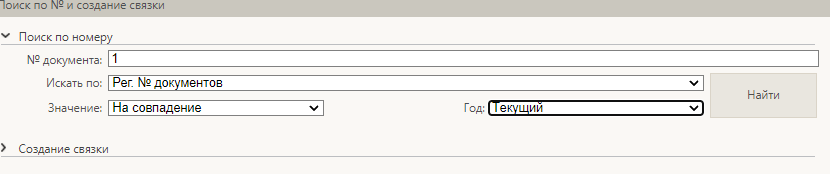 Поиск по № и создание связки
Поиск по номеру
№ документа: 1
Искать по: Рег. № документов
Значение: На совпадение Год: Текущий
Найти
Создание связки